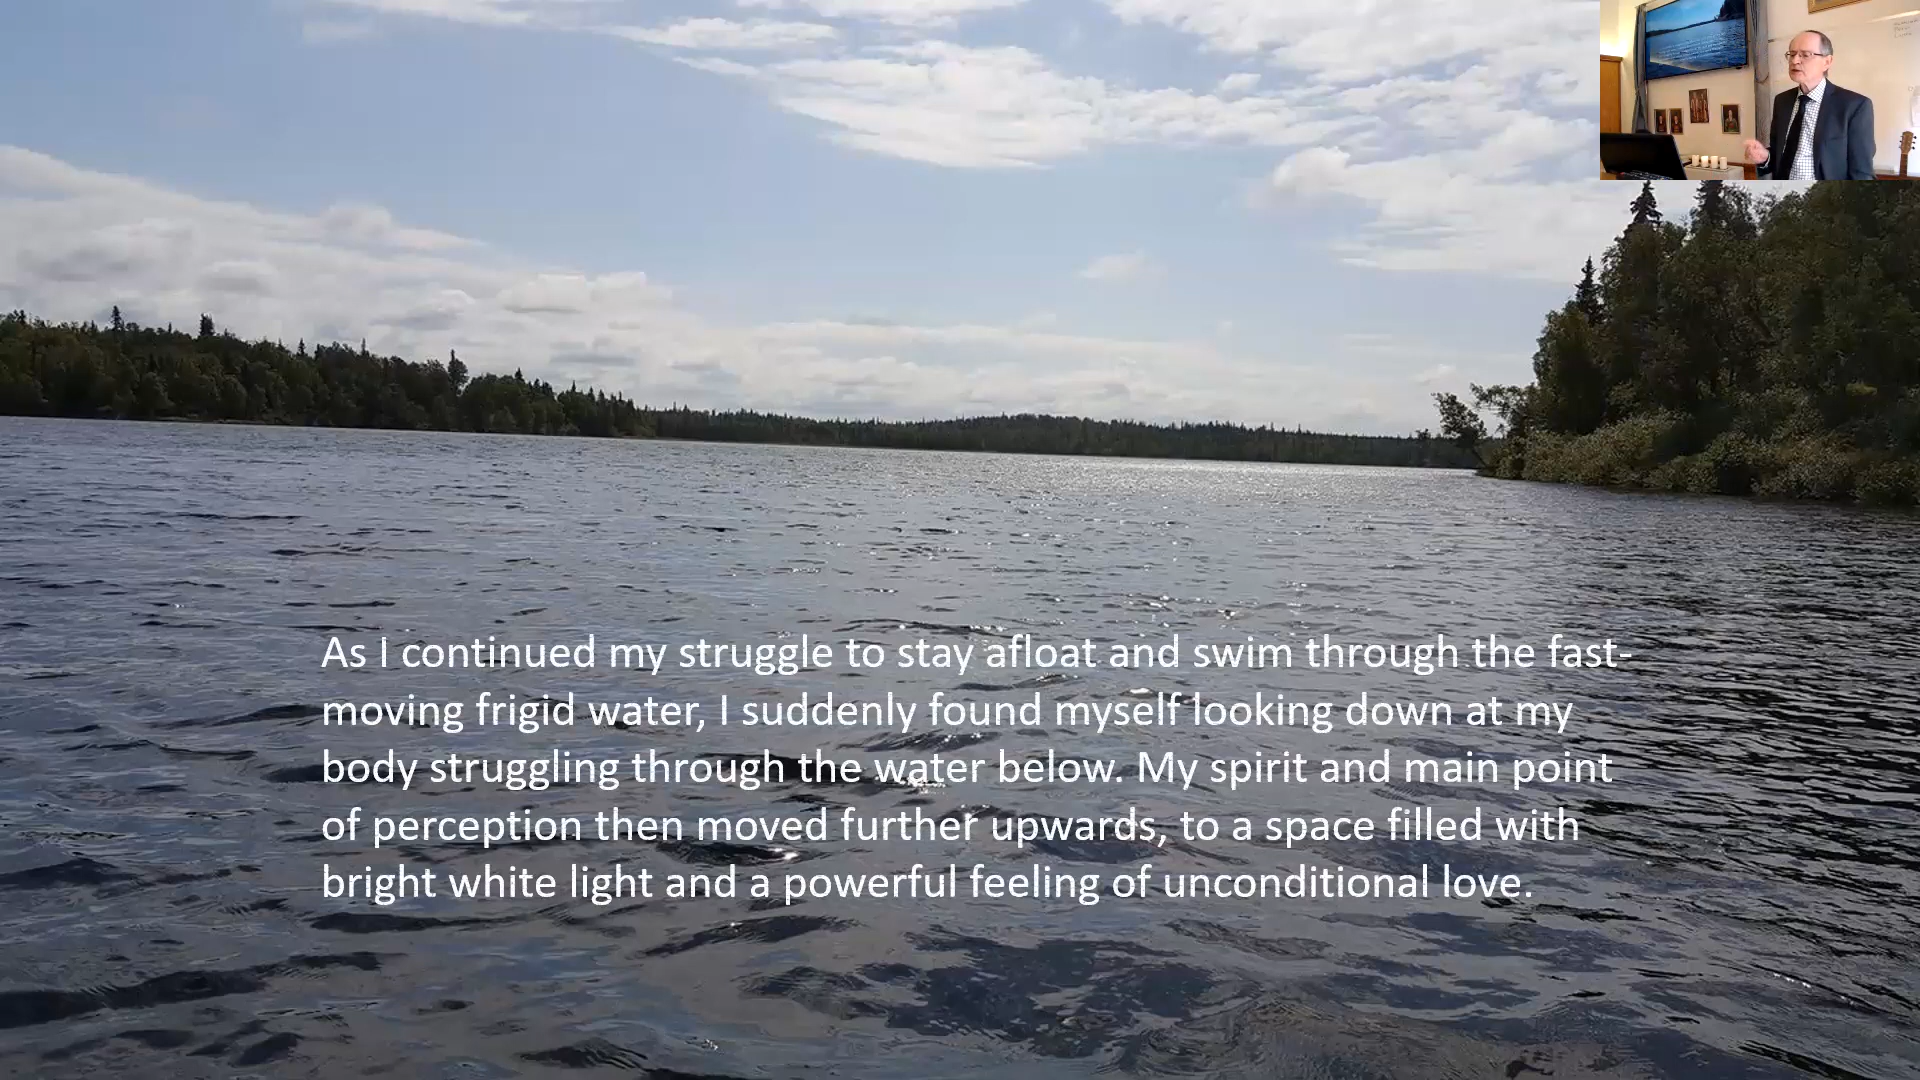 As I continued my struggle to stay afloat and swim through the fast-
moving frigid water, I suddenly found myself looking down at my
body struggling through the water below. My spirit and main point
of perception then moved further upwards, to a space filled with
bright white light and a powerful feeling of unconditional love.